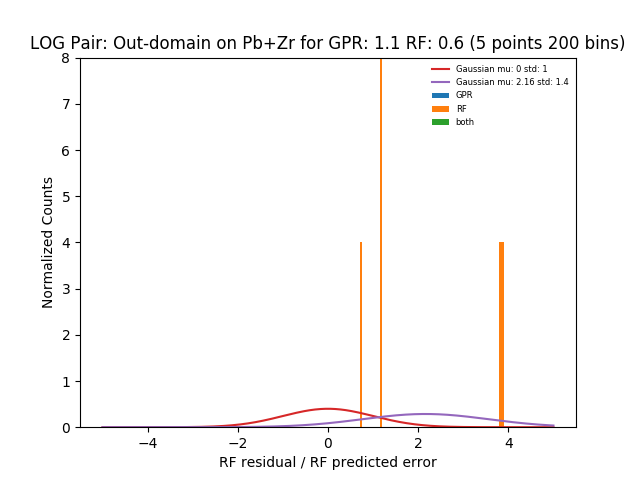 LOG Pair: Out-domain on Pb+Zr for GPR: 1.1 RF: 0.6 (5 points 200 bins)
8
7
6
5
4
3
2
1
0
Normalized Counts
Gaussian mu: 0 std: 1
Gaussian mu: 2.16 std: 1.4
GPR
RF
both
−4
−2
0
2
4
RF residual / RF predicted error